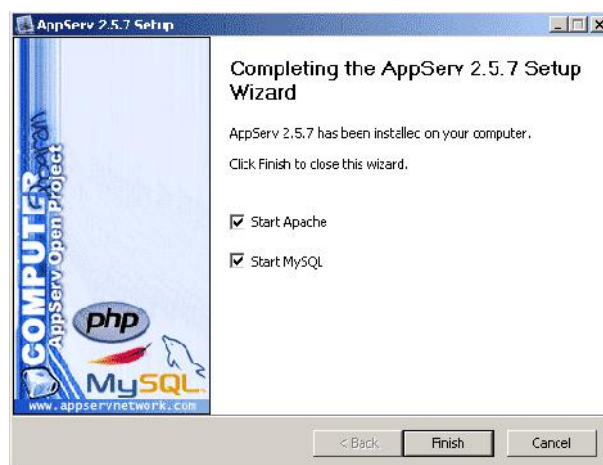 AppServ 2.5.7 Setup
Completing the AppServ 2.5.7 Setup
Wizard
AppServ 2.5.7 has been installed on your computer.
Click Finish to close this wizard.
Start Apache
Start MySQL
COMPUTER
Program
AppServ Open Project
php
MySQL
www.appservnetwork.com
< Back
Finish
Cancel